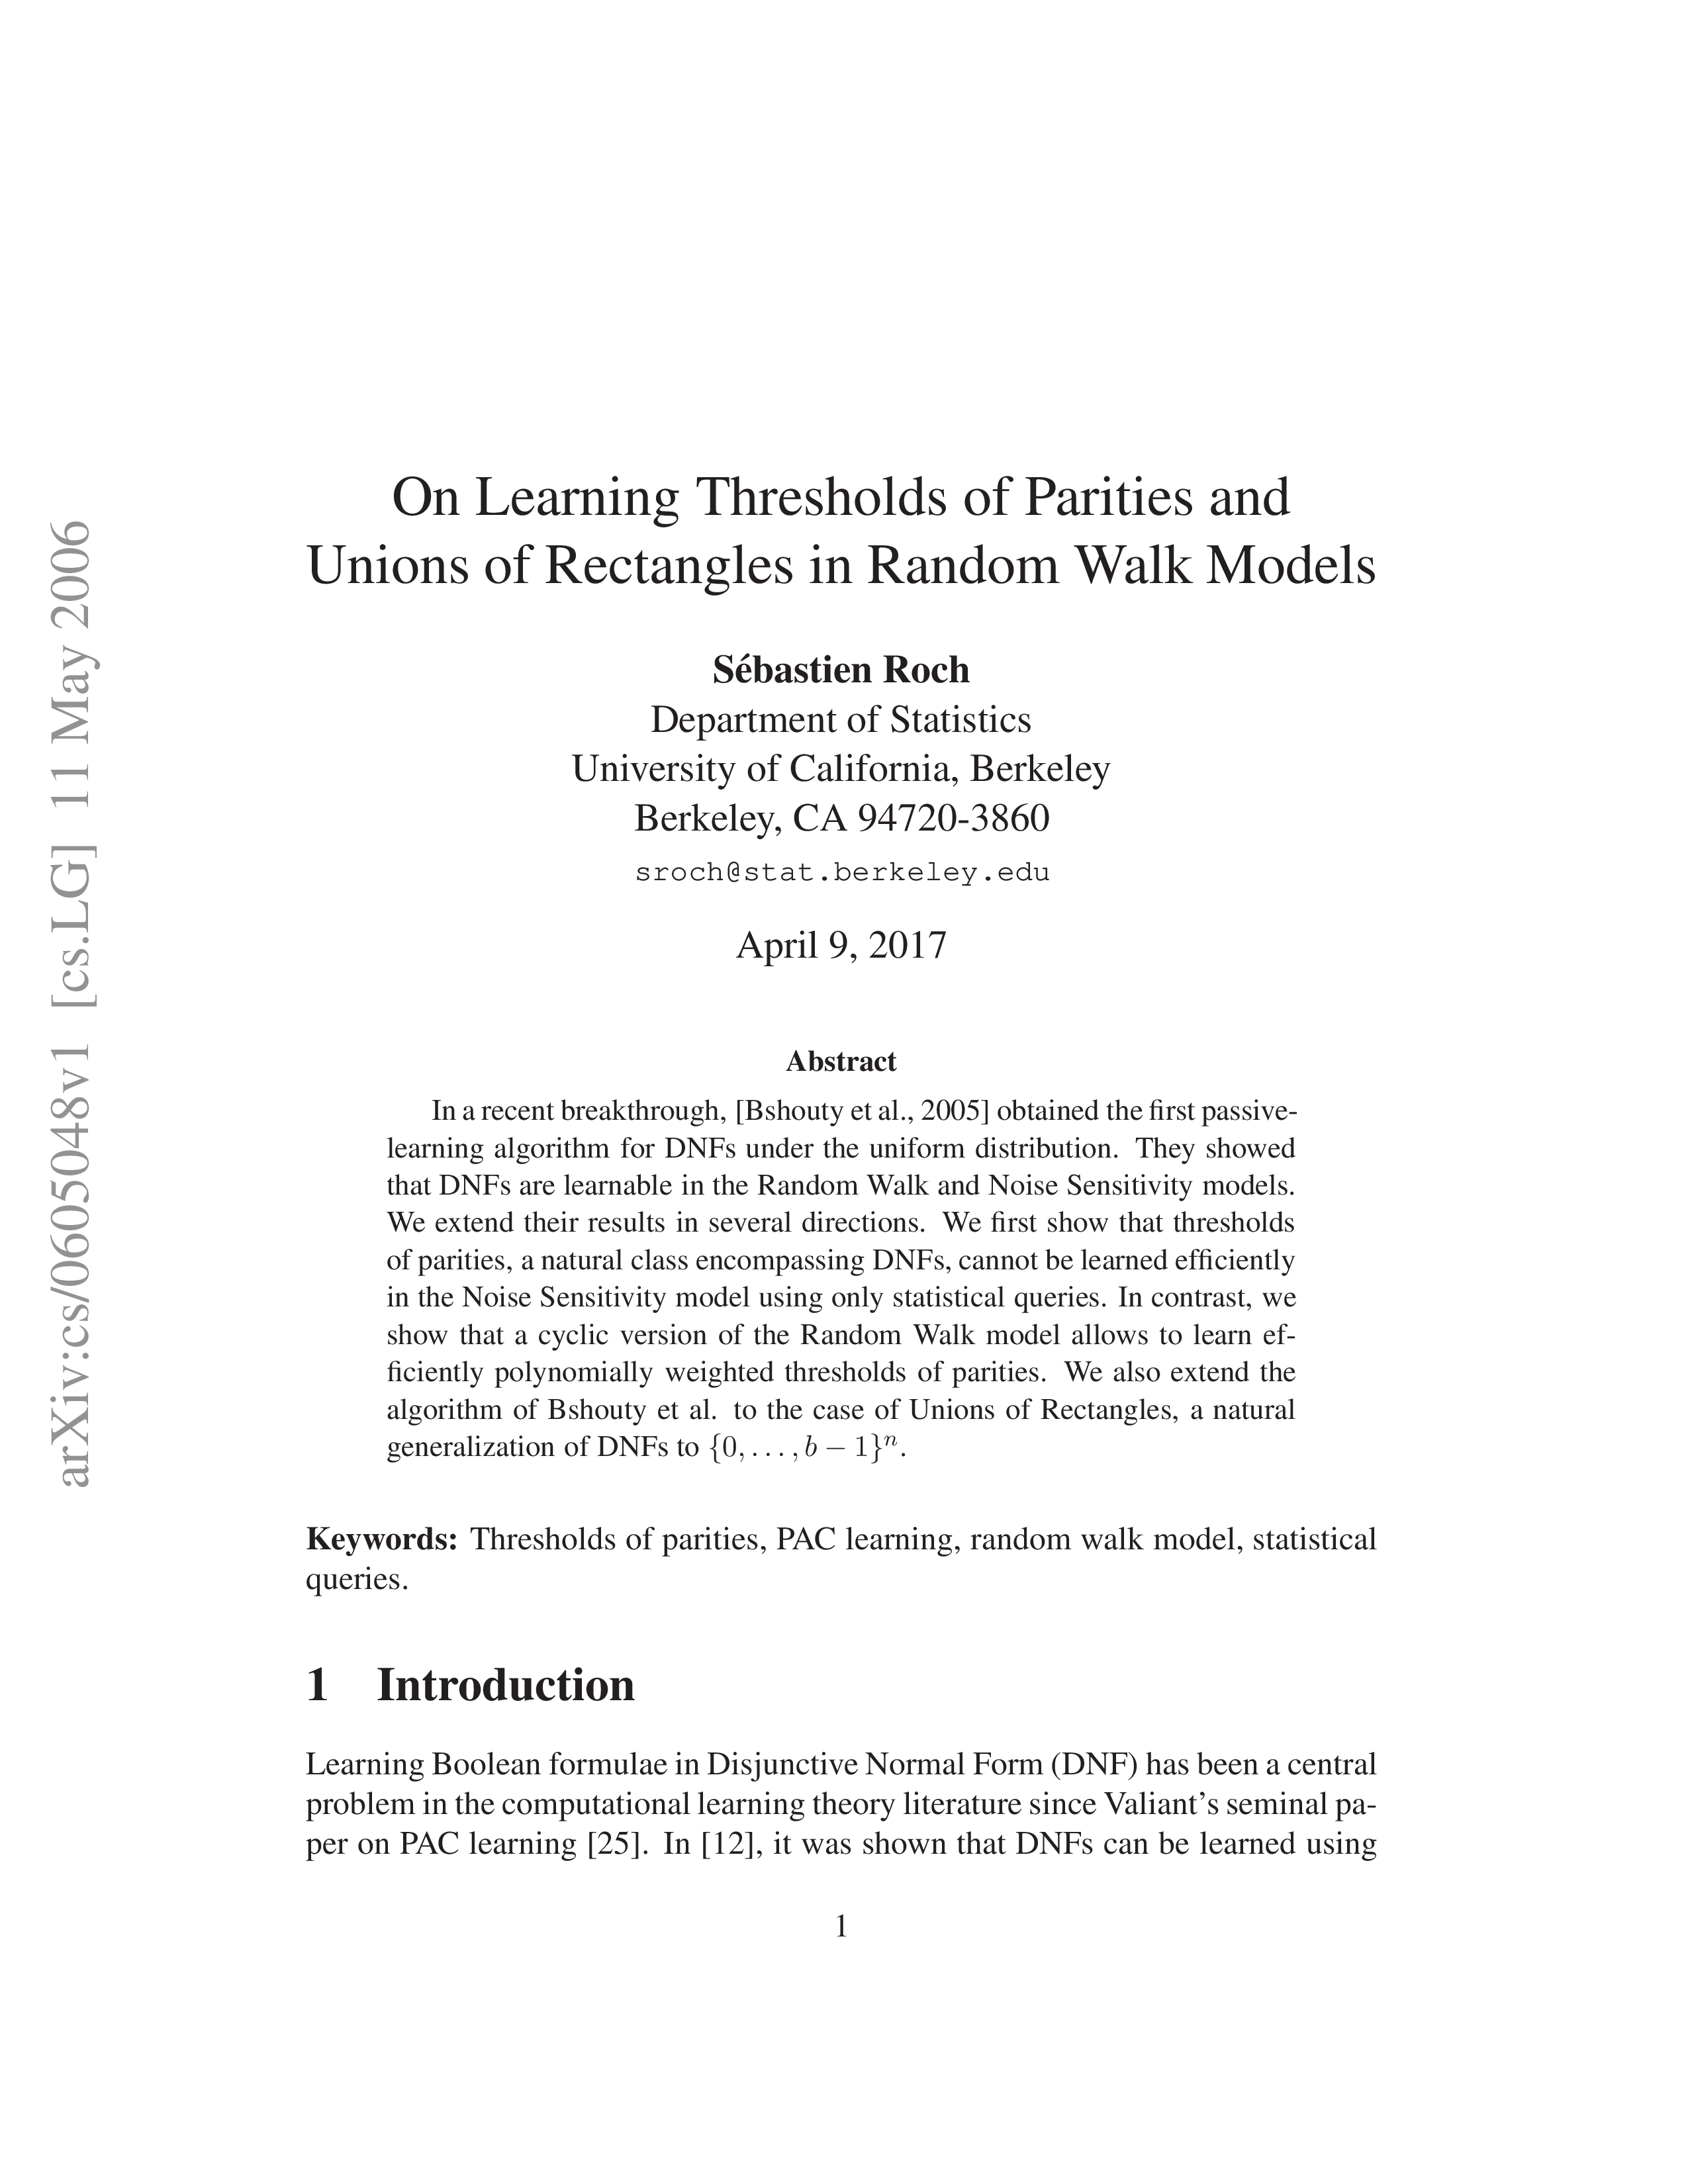 arXiv:cs/0605048v1 [cs.LG] 11 May 2006
On Learning Thresholds of Parities and
Unions of Rectangles in Random Walk Models
Sébastien Roch
Department of Statistics
University of California, Berkeley
Berkeley, CA 94720-3860
sroch@stat.berkeley.edu
April 9, 2017
Abstract
In a recent breakthrough, [Bshouty et al., 2005] obtained the first passive-
learning algorithm for DNFs under the uniform distribution. They showed
that DNFs are learnable in the Random Walk and Noise Sensitivity models.
We extend their results in several directions. We first show that thresholds
of parities, a natural class encompassing DNFs, cannot be learned efficiently
in the Noise Sensitivity model using only statistical queries. In contrast, we
show that a cyclic version of the Random Walk model allows to learn ef-
ficiently polynomially weighted thresholds of parities. We also extend the
algorithm of Bshouty et al. to the case of Unions of Rectangles, a natural
generalization of DNFs to {0, . . . , b − 1}ⁿ.
Keywords: Thresholds of parities, PAC learning, random walk model, statistical
queries.
1 Introduction
Learning Boolean formulae in Disjunctive Normal Form (DNF) has been a central
problem in the computational learning theory literature since Valiant's seminal pa-
per on PAC learning [25]. In [12], it was shown that DNFs can be learned using
1